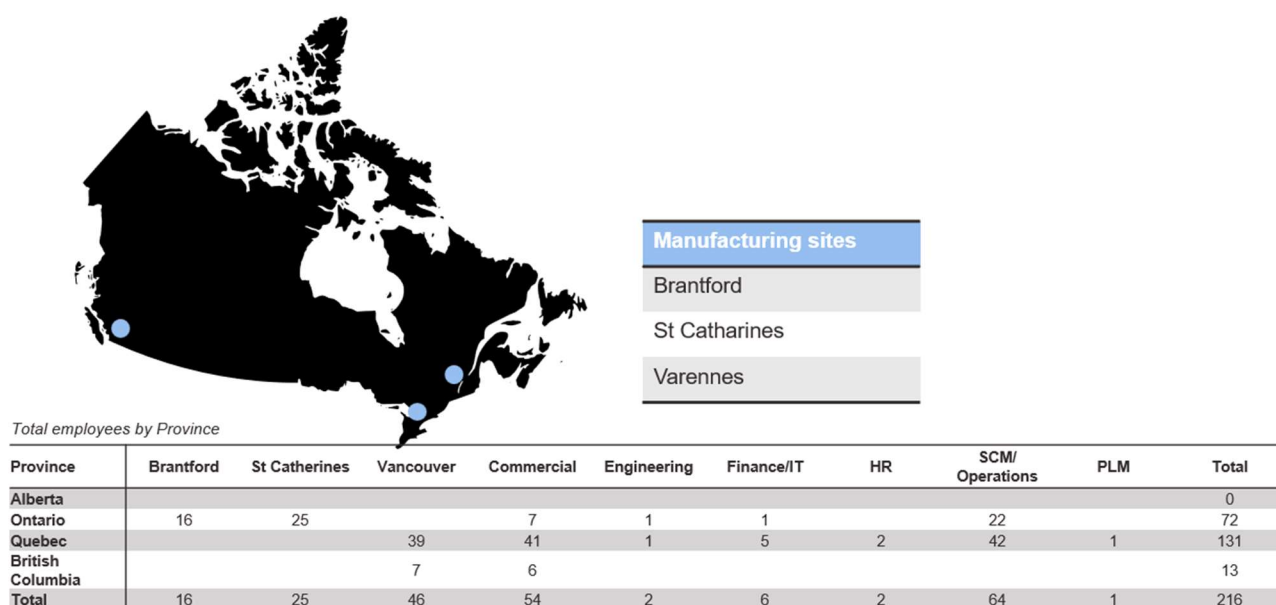 Manufacturing sites
Brantford
St Catharines
Varennes
Total employees by Province
Province Brantford St Catherines Vancouver Commercial Engineering Finance/IT HR SCM/ Operations PLM Total
Alberta 0
Ontario 16 25 7 1 1 22 72
Quebec 39 41 1 5 2 42 1 131
British Columbia 7 6 13
Total 16 25 46 54 2 6 2 64 1 216